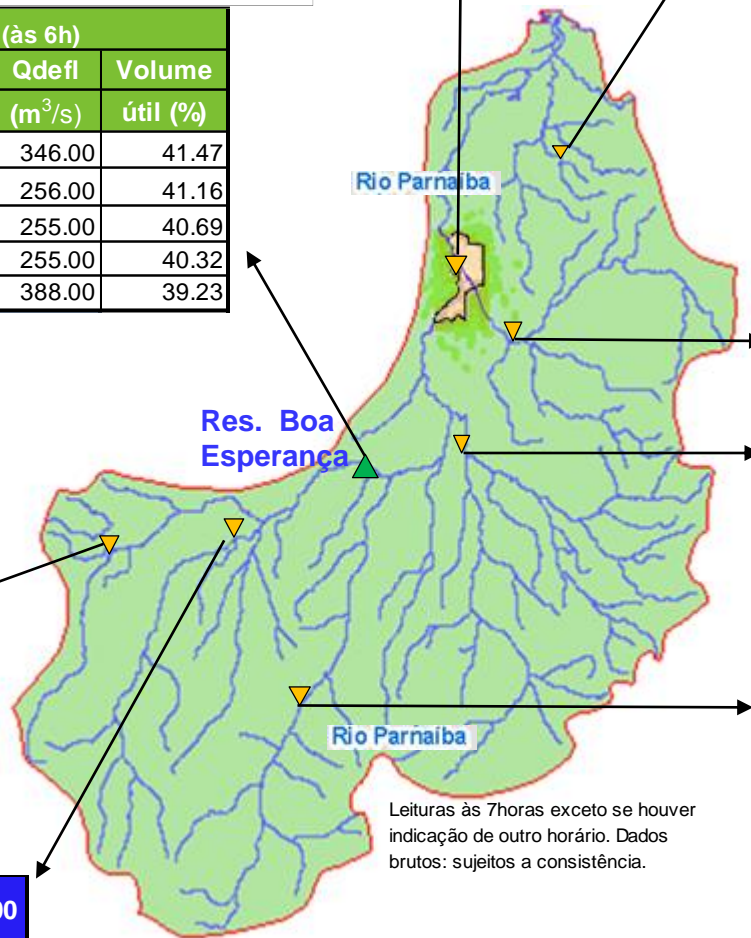 (às 6h)
Qdefl Volume
(m³/s) útil (%)
346.00 41.47
256.00 41.16
255.00 40.69
255.00 40.32
388.00 39.23
Rio Parnaíba
Res. Boa
Esperança
Rio Parnaíba
Leituras às 7horas exceto se houver
indicação de outro horário. Dados
brutos: sujeitos a consistência.